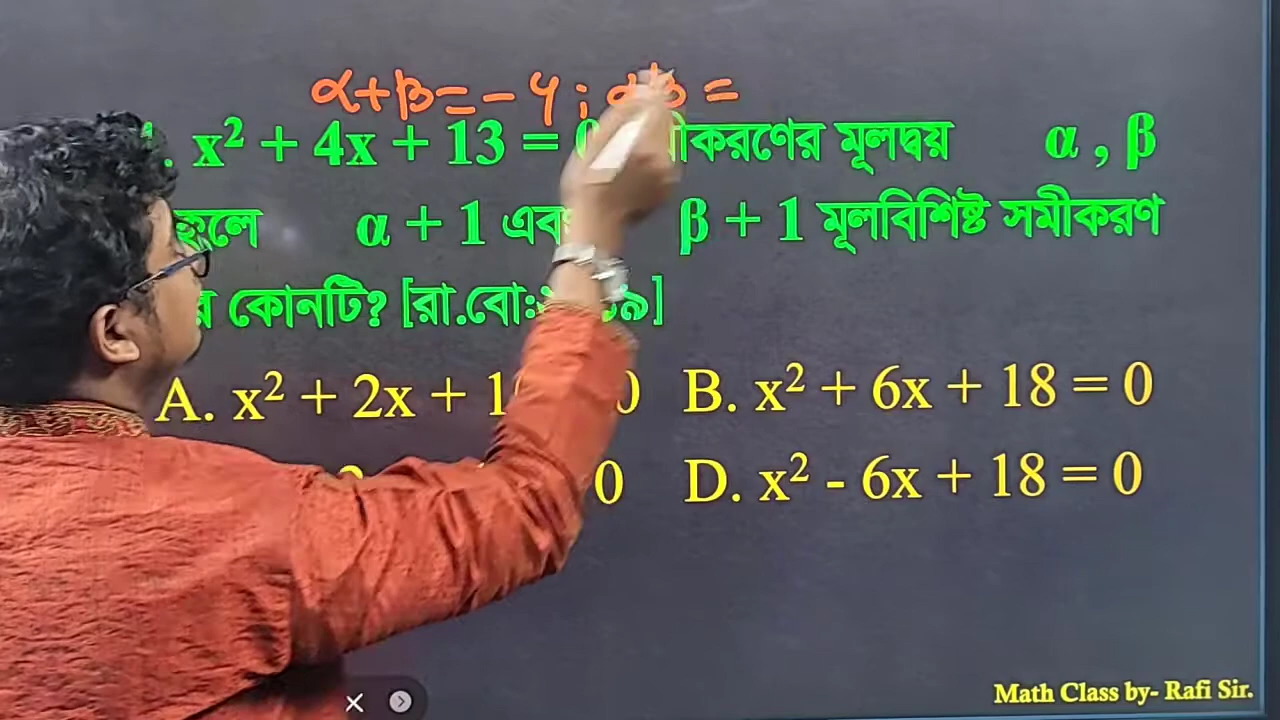 α+β=-4; αβ =
. x² + 4x + 13 = সমীকরণের মূলদ্বয় α , β
হলে α + 1 এবং β + 1 মূলবিশিষ্ট সমীকরণ
কোনটি? [রা.বো:
A. x² + 2x + 0 B. x² + 6x + 18 = 0
0 D. x² - 6x + 18 = 0
Math Class by- Rafi Sir.